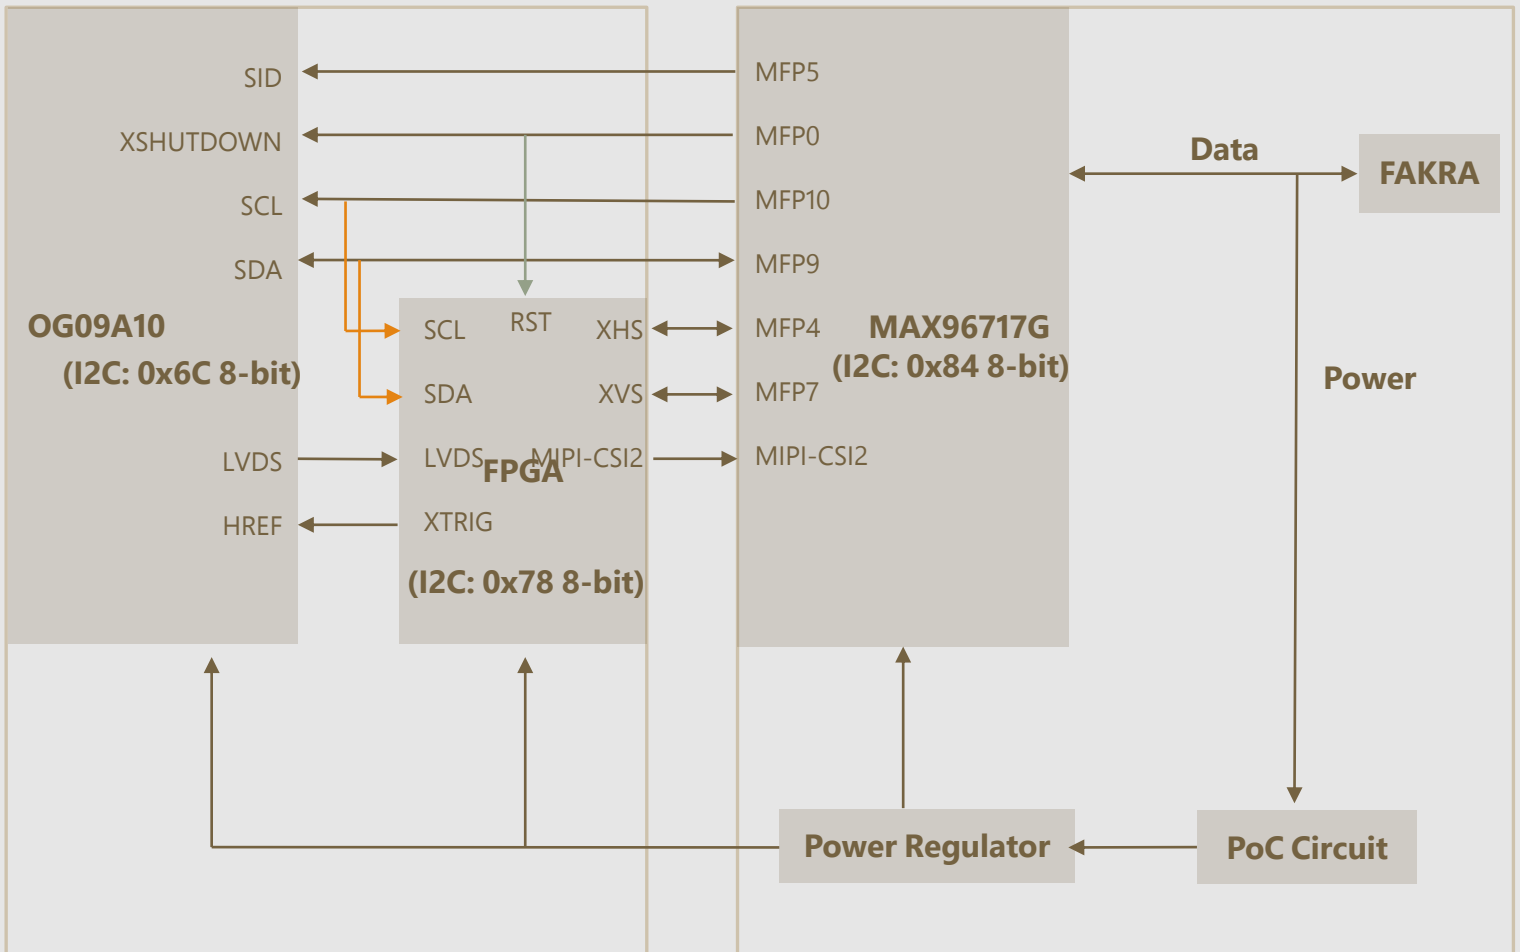 SID
XSHUTDOWN
SCL
SDA
OG09A10
(I2C: 0x6C 8-bit)
LVDS
HREF
SCL
RST
XHS
SDA
XVS
LVDS
MIPI-CSI2
FPGA
XTRIG
(I2C: 0x78 8-bit)
MFP5
MFP0
MFP10
MFP9
MFP4
MAX96717G
(I2C: 0x84 8-bit)
MFP7
MIPI-CSI2
Data
FAKRA
Power
Power Regulator
PoC Circuit